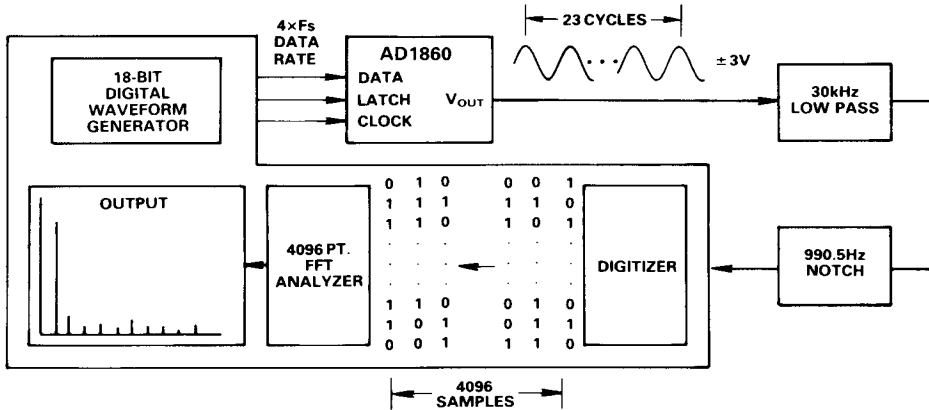 4×Fs
DATA
RATE
18-BIT
DIGITAL
WAVEFORM
GENERATOR
AD1860
DATA
LATCH
CLOCK
VOUT
23 CYCLES
± 3V
30kHz
LOW PASS
OUTPUT
4096 PT.
FFT
ANALYZER
0 1 0 0 0 1
1 1 1 1 1 0
1 1 0 1 1 0
. . . . . .
. . . . . .
. . . . . .
1 1 0 0 1 0
1 0 1 0 1 1
0 0 1 1 1 0
DIGITIZER
990.5Hz
NOTCH
4096
SAMPLES